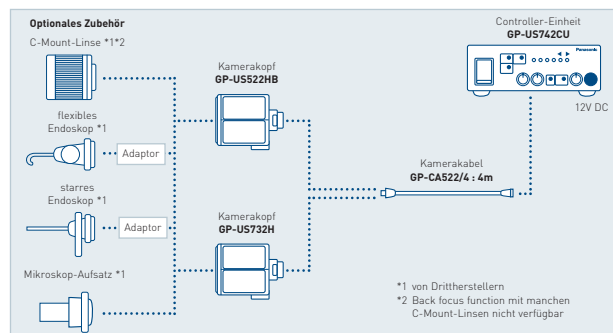 Optionales Zubehör
C-Mount-Linse *1*2
flexibles
Endoskop *1
Adaptor
starres
Endoskop *1
Adaptor
Mikroskop-Aufsatz *1
Kamerakopf
GP-US522HB
Kamerakopf
GP-US732H
Kamerakabel
GP-CA522/4 : 4m
Controller-Einheit
GP-US742CU
Panasonic
12V DC
*1 von Drittherstellern
*2 Back focus function mit manchen
C-Mount-Linsen nicht verfügbar